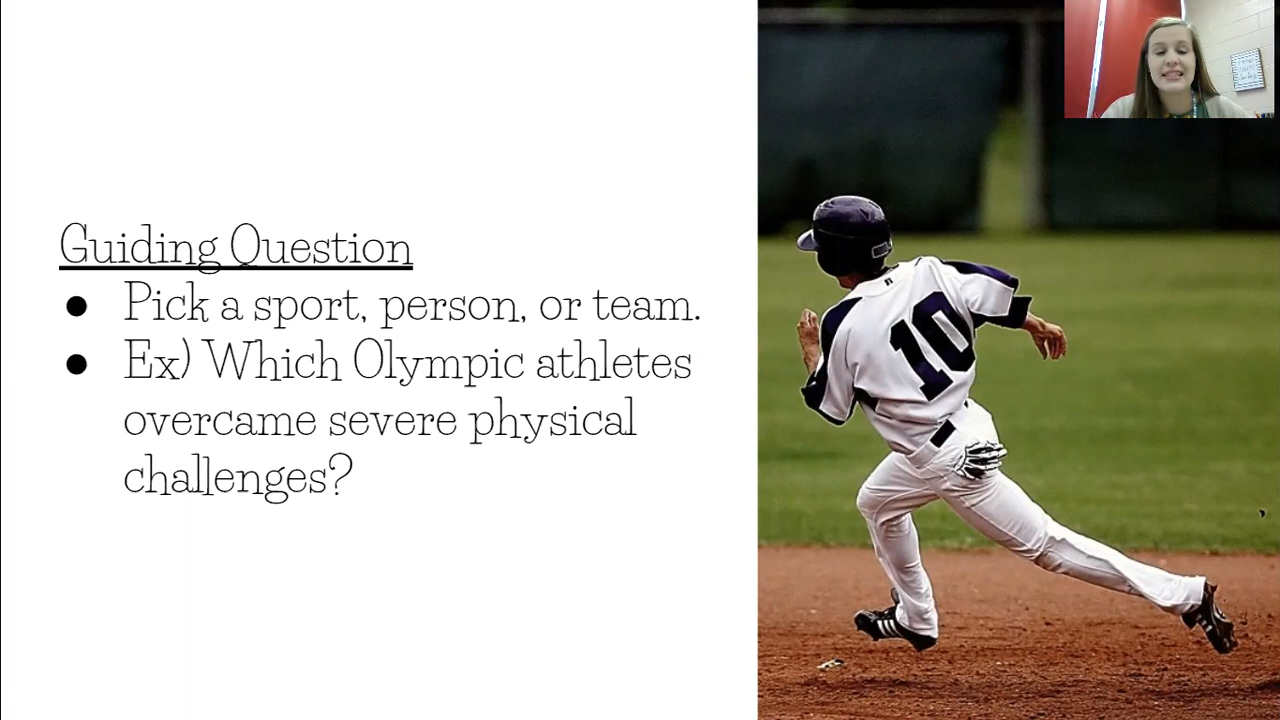 Guiding Question
● Pick a sport, person, or team.
● Ex) Which Olympic athletes
overcame severe physical
challenges?
10